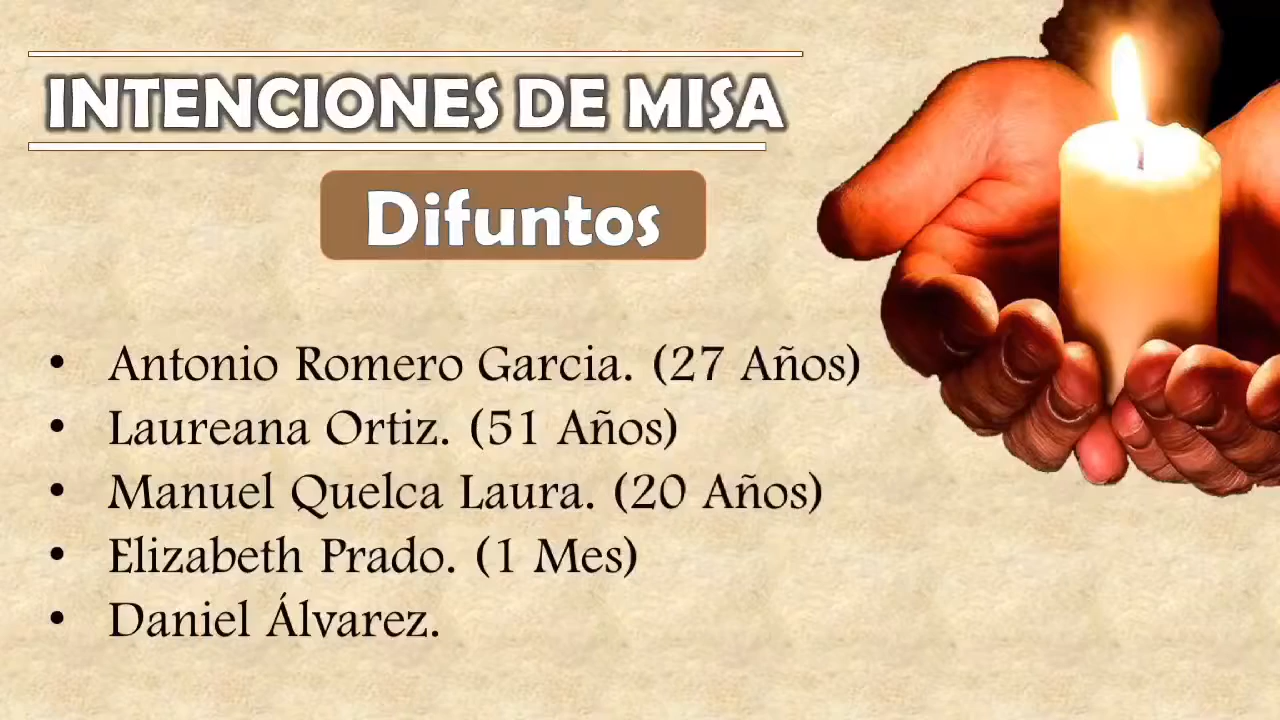 INTENCIONES DE MISA
Difuntos
• Antonio Romero Garcia. (27 Años)
• Laureana Ortiz. (51 Años)
• Manuel Quelca Laura. (20 Años)
• Elizabeth Prado. (1 Mes)
• Daniel Álvarez.